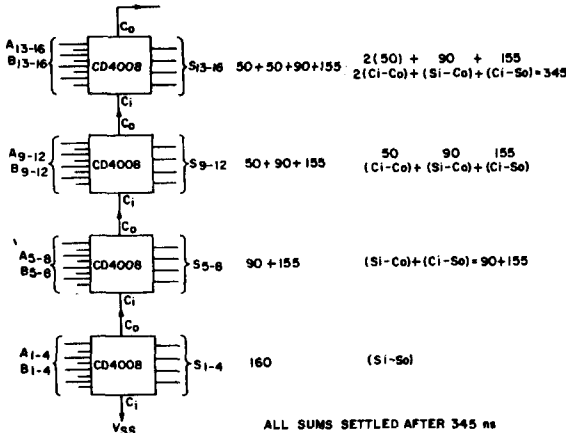 Co
A13-16
B13-16
CD4008
S13-16
50+50+90+155
2(50) + 90 + 155
2(Ci-Co)+(Si-Co)+(Ci-So)=345
Ci
Co
A9-12
B9-12
CD4008
S9-12
50+90+155
50 90 155
(Ci-Co)+(Si-Co)+(Ci-So)
Ci
Co
A5-8
B5-8
CD4008
S5-8
90+155
(Si-Co)+(Ci-So)=90+155
Ci
Co
A1-4
B1-4
CD4008
S1-4
160
(Si-So)
Ci
VSS
ALL SUMS SETTLED AFTER 345 ns